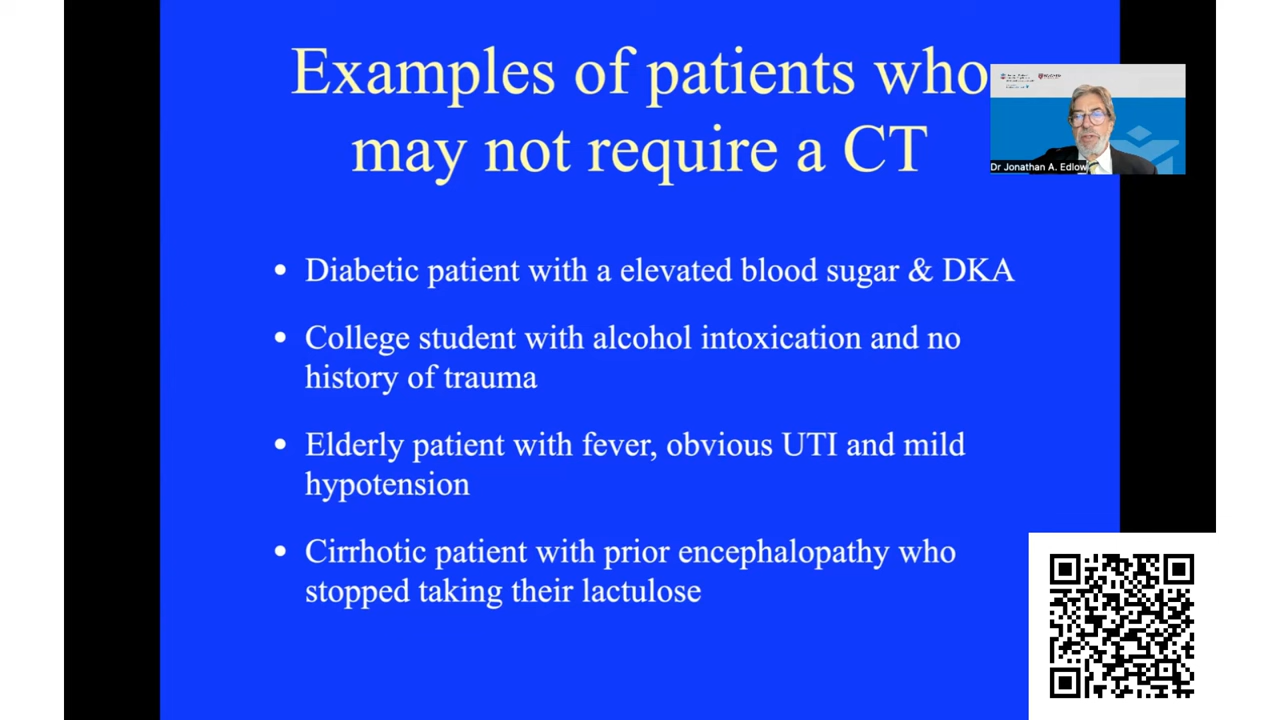 Examples of patients who
may not require a CT
Dr Jonathan A. Edlow
• Diabetic patient with a elevated blood sugar & DKA
• College student with alcohol intoxication and no
history of trauma
• Elderly patient with fever, obvious UTI and mild
hypotension
• Cirrhotic patient with prior encephalopathy who
stopped taking their lactulose